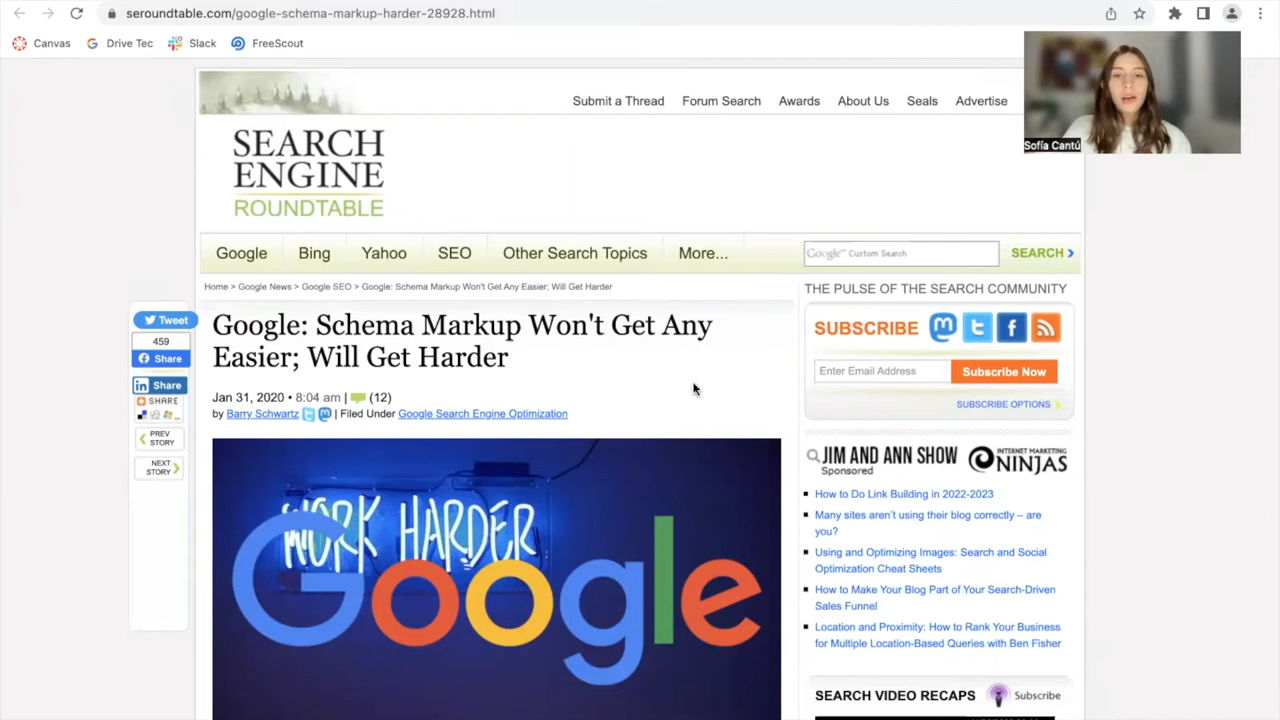 seroundtable.com/google-schema-markup-harder-28928.html
Canvas
Drive Tec
Slack
FreeScout
Submit a Thread
Forum Search
Awards
About Us
Seals
Advertise
Sofía Cantú
SEARCH
ENGINE
ROUNDTABLE
Google
Bing
Yahoo
SEO
Other Search Topics
More...
Google™ Custom Search
SEARCH
Home > Google News > Google SEO > Google: Schema Markup Won't Get Any Easier; Will Get Harder
THE PULSE OF THE SEARCH COMMUNITY
Tweet
459
Share
Share
SHARE
PREV
STORY
NEXT
STORY
Google: Schema Markup Won't Get Any
Easier; Will Get Harder
Jan 31, 2020 • 8:04 am | (12)
by Barry Schwartz | Filed Under Google Search Engine Optimization
WORK HARDER
Google
SUBSCRIBE
Enter Email Address
Subscribe Now
SUBSCRIBE OPTIONS
JIM AND ANN SHOW
Sponsored
INTERNET MARKETING
NINJAS
How to Do Link Building in 2022-2023
Many sites aren't using their blog correctly – are
you?
Using and Optimizing Images: Search and Social
Optimization Cheat Sheets
How to Make Your Blog Part of Your Search-Driven
Sales Funnel
Location and Proximity: How to Rank Your Business
for Multiple Location-Based Queries with Ben Fisher
SEARCH VIDEO RECAPS
Subscribe